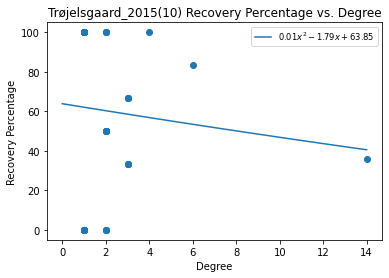 Trøjelsgaard_2015(10) Recovery Percentage vs. Degree
0.01x² − 1.79x + 63.85
Recovery Percentage
100
80
60
40
20
0
0 2 4 6 8 10 12 14
Degree